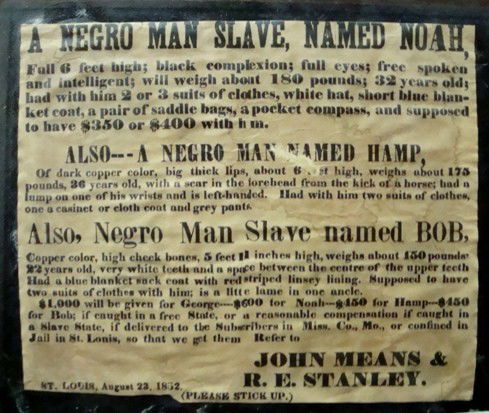 A NEGRO MAN SLAVE, NAMED NOAH,
Full 6 feet high; black complexion; full eyes; free spoken
and intelligent; will weigh about 180 pounds; 32 years old;
had with him 2 or 3 suits of clothes, white hat, short blue blan-
ket coat, a pair of saddle bags, a pocket compass, and supposed
to have $350 or $400 with him.
ALSO---A NEGRO MAN NAMED HAMP,
Of dark copper color, big thick lips, about 6 feet high, weighs about 175
pounds, 36 years old, with a scar in the forehead from the kick of a horse; had a
lump on one of his wrists and is left-handed. Had with him two suits of clothes,
one a casinet or cloth coat and grey pants.
Also, Negro Man Slave named BOB,
Copper color, high cheek bones, 5 feet 11 inches high, weighs about 150 pounds,
22 years old, very white teeth and a space between the centre of the upper teeth
Had a blue blanket sack coat with red striped linsey lining. Supposed to have
two suits of clothes with him; is a little lame in one ancle.
$1,000 will be given for George---$600 for Noah---$450 for Hamp---$450
for Bob; if caught in a free State, or a reasonable compensation if caught in
a Slave State, if delivered to the Subscribers in Miss. Co., Mo., or confined in
Jail in St. Louis, so that we get them Refer to
JOHN MEANS &
R. E. STANLEY.
ST. LOUIS, August 23, 1852.
(PLEASE STICK UP.)